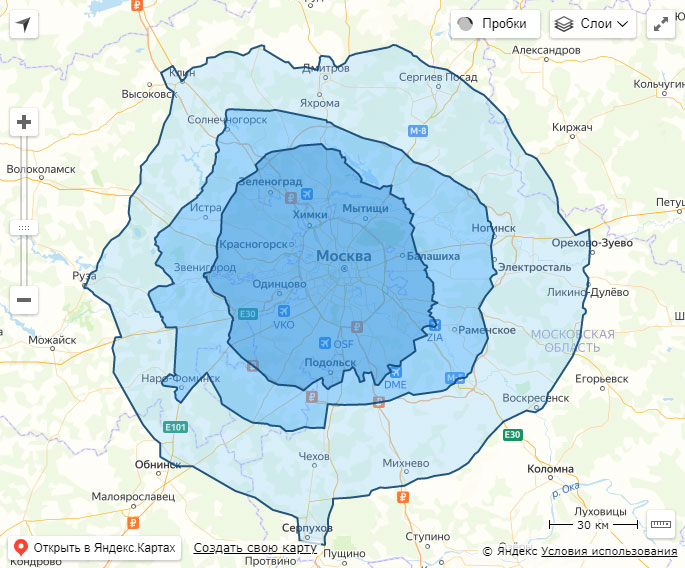 Пробки
Слои
Александров
Клин
Дмитров
Сергиев Посад
Высоковск
Яхрома
Кольчугин
Солнечногорск
М-8
Киржач
Волоколамск
Зеленоград
Истра
Химки
Мытищи
Петуш
Красногорск
Москва
Балашиха
Ногинск
Орехово-Зуево
Звенигород
Электросталь
Руза
Одинцово
Ликино-Дулёво
E30
VKO
ZIA
Раменское
МОСКОВСКАЯ
ОБЛАСТЬ
Можайск
OSF
Подольск
Наро-Фоминск
DME
Егорьевск
Воскресенск
E101
E30
Обнинск
Чехов
Михнево
Коломна
р. Ока
Малоярославец
Луховицы
30 км
Серпухов
Ступино
Открыть в Яндекс.Картах
Создать свою карту
© Яндекс Условия использования
Кондрово
Протвино
Пущино
Кашира